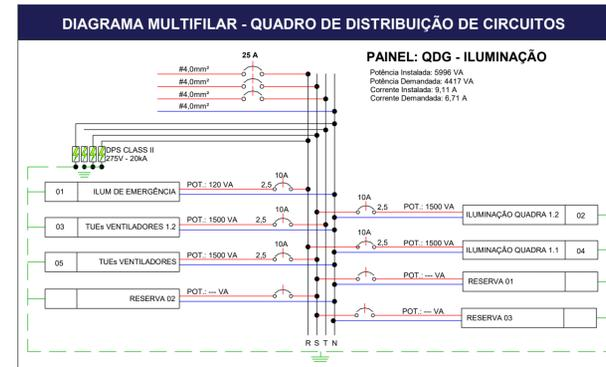 DIAGRAMA MULTIFILAR - QUADRO DE DISTRIBUIÇÃO DE CIRCUITOS
25 A
PAINEL: QDG - ILUMINAÇÃO
Potência Instalada: 5996 VA
Potência Demandada: 4417 VA
Corrente Instalada: 9,11 A
Corrente Demandada: 6,71 A
#4,0mm²
#4,0mm²
#4,0mm²
#4,0mm²
DPS CLASS II
275V - 20kA
01 ILUM DE EMERGÊNCIA POT.: 120 VA 2,5 10A
10A 2,5 POT.: 1500 VA ILUMINAÇÃO QUADRA 1.2 02
03 TUEs VENTILADORES 1.2 POT.: 1500 VA 2,5 10A
10A 2,5 POT.: 1500 VA ILUMINAÇÃO QUADRA 1.1 04
05 TUEs VENTILADORES POT.: 1500 VA 2,5 10A
POT.: --- VA RESERVA 01
RESERVA 02 POT.: --- VA
POT.: --- VA RESERVA 03
R S T N